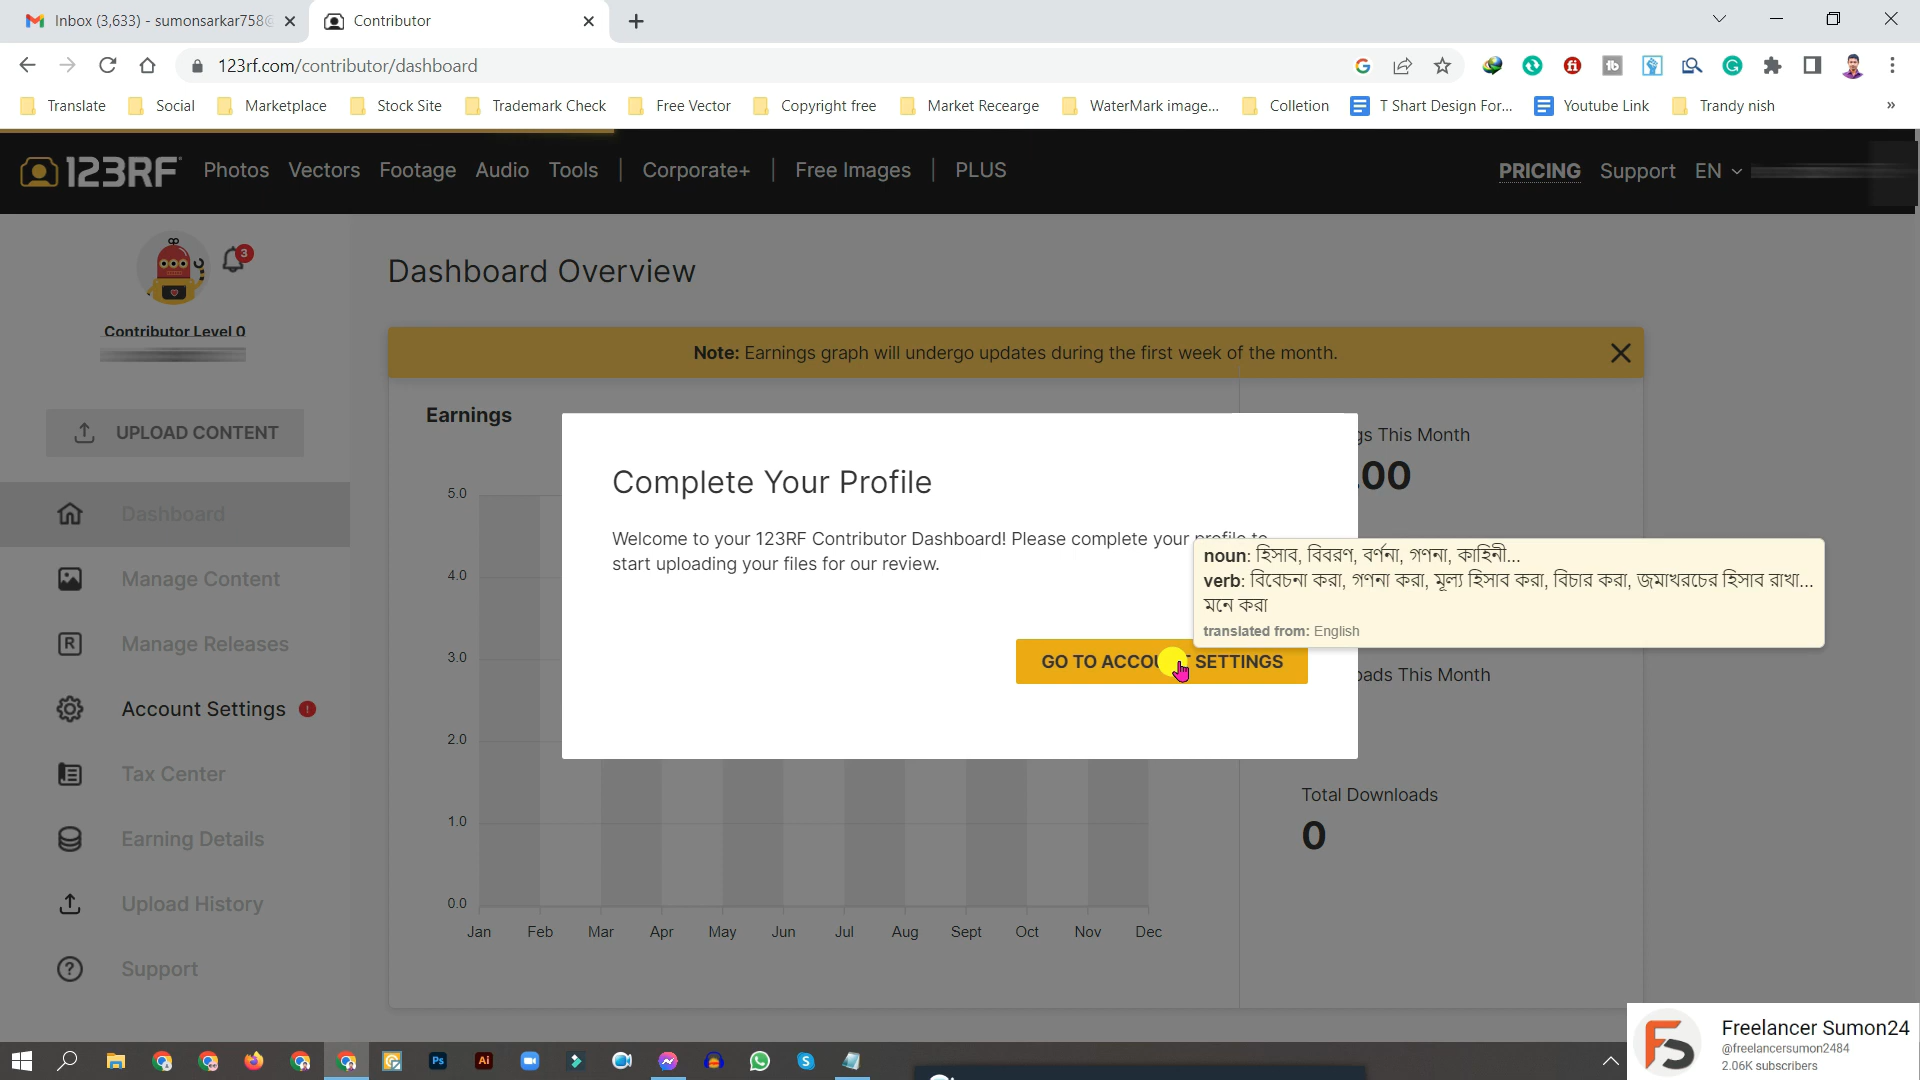 Inbox (3,633) - sumonsarkar758@
Contributor
123rf.com/contributor/dashboard
Translate
Social
Marketplace
Stock Site
Trademark Check
Free Vector
Copyright free
Market Recearge
WaterMark image...
Colletion
T Shart Design For...
Youtube Link
Trandy nish
»
123RF
Photos
Vectors
Footage
Audio
Tools
Corporate+
Free Images
PLUS
PRICING
Support
EN
3
Contributor Level 0
UPLOAD CONTENT
Dashboard
Manage Content
Manage Releases
Account Settings
Tax Center
Earning Details
Upload History
Support
Dashboard Overview
Note: Earnings graph will undergo updates during the first week of the month.
Earnings
5.0
4.0
3.0
2.0
1.0
0.0
Jan Feb Mar Apr May Jun Jul Aug Sept Oct Nov Dec
gs This Month
.00
Complete Your Profile
Welcome to your 123RF Contributor Dashboard! Please complete your profile to
start uploading your files for our review.
noun: হিসাব, বিবরণ, বর্ণনা, গণনা, কাহিনী...
verb: বিবেচনা করা, গণনা করা, মূল্য হিসাব করা, বিচার করা, জমাখরচের হিসাব রাখা...
মনে করা
translated from: English
GO TO ACCOUNT SETTINGS
oads This Month
Total Downloads
0
Freelancer Sumon24
@freelancersumon2484
2.06K subscribers